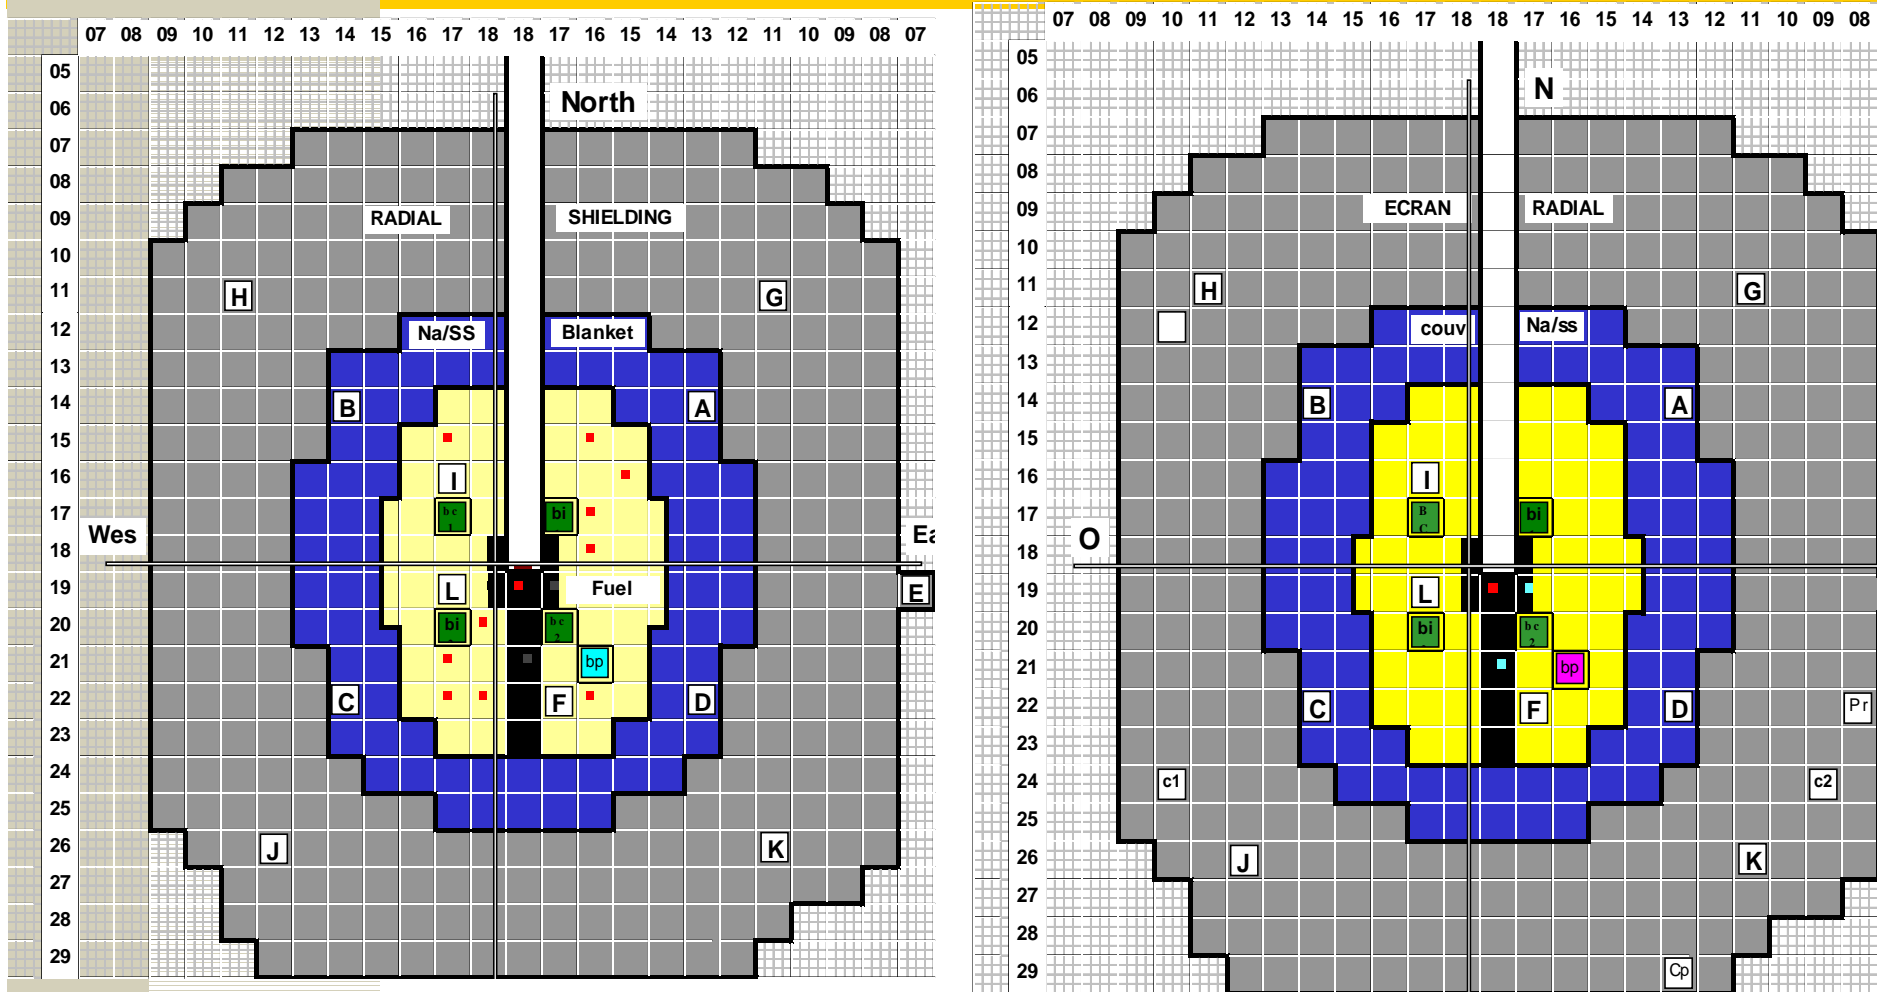 07 08 09 10 11 12 13 14 15 17 18 18 17 16 14 13 11 10 09 08 07
05
06 North
07
08
09 RADIAL SHIELDING
10
11 H G
12 Na/SS Blanket
13
14 B A
15
16 I
17 bc 1 bi
Wes
18
19 L Fuel E
20 bi bc 2
21 bp
22 C F D
23
24
25
26 J K
27
28
29
07 08 09 10 11 12 13 14 15 16 17 18 18 17 16 15 14 13 12 11 10 09 08
05
06 N
07
08
09 ECRAN RADIAL
10
11 H G
12 couv Na/ss
13
14 B A
15
16 I
17 B C bi
18 O
19 L
20 bi bc 2
21 bp
22 C F D Pr
23
24 c1 c2
25
26 J K
27
28
29 Cp